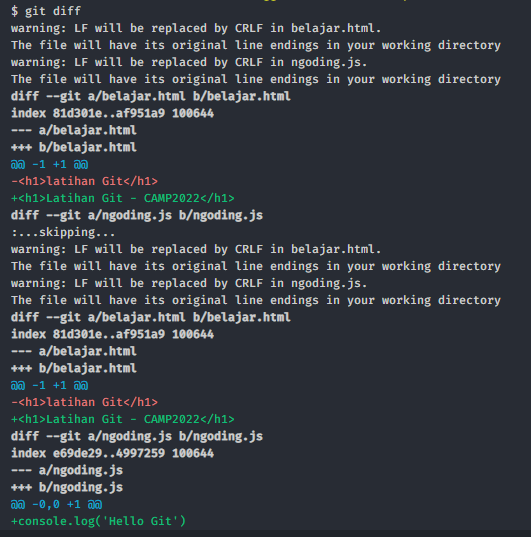 $ git diff
warning: LF will be replaced by CRLF in belajar.html.
The file will have its original line endings in your working directory
warning: LF will be replaced by CRLF in ngoding.js.
The file will have its original line endings in your working directory
diff --git a/belajar.html b/belajar.html
index 81d301e..af951a9 100644
--- a/belajar.html
+++ b/belajar.html
@@ -1 +1 @@
-<h1>latihan Git</h1>
+<h1>Latihan Git - CAMP2022</h1>
diff --git a/ngoding.js b/ngoding.js
:...skipping...
warning: LF will be replaced by CRLF in belajar.html.
The file will have its original line endings in your working directory
warning: LF will be replaced by CRLF in ngoding.js.
The file will have its original line endings in your working directory
diff --git a/belajar.html b/belajar.html
index 81d301e..af951a9 100644
--- a/belajar.html
+++ b/belajar.html
@@ -1 +1 @@
-<h1>latihan Git</h1>
+<h1>Latihan Git - CAMP2022</h1>
diff --git a/ngoding.js b/ngoding.js
index e69de29..4997259 100644
--- a/ngoding.js
+++ b/ngoding.js
@@ -0,0 +1 @@
+console.log('Hello Git')